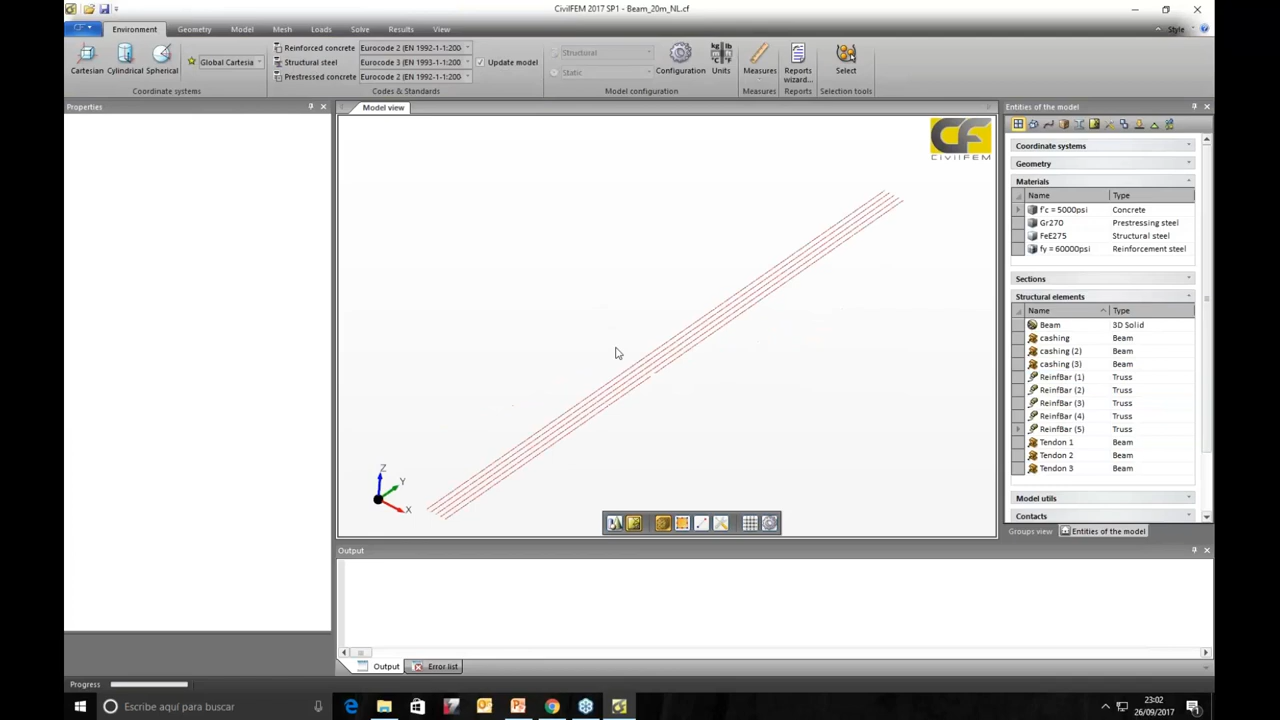 CivilFEM 2017 SP1 - Beam_20m_NL.cf
Environment Geometry Model Mesh Loads Solve Results View Style
Cartesian Cylindrical Spherical
Global Cartesia
Coordinate systems
Reinforced concrete Eurocode 2 (EN 1992-1-1:200
Structural steel Eurocode 3 (EN 1993-1-1:200
Prestressed concrete Eurocode 2 (EN 1992-1-1:200
Update model
Codes & Standards
Structural
Static
Configuration Units
Model configuration
Measures
Measures
Reports wizard...
Reports
Select
Selection tools
Properties
Model view
CF
CIVILFEM
Z
Y
X
Entities of the model
Coordinate systems
Geometry
Materials
Name Type
f'c = 5000psi Concrete
Gr270 Prestressing steel
FeE275 Structural steel
fy = 60000psi Reinforcement steel
Sections
Structural elements
Name Type
Beam 3D Solid
cashing Beam
cashing (2) Beam
cashing (3) Beam
ReinfBar (1) Truss
ReinfBar (2) Truss
ReinfBar (3) Truss
ReinfBar (4) Truss
ReinfBar (5) Truss
Tendon 1 Beam
Tendon 2 Beam
Tendon 3 Beam
Model utils
Contacts
Groups view Entities of the model
Output
Output Error list
Progress
Escribe aquí para buscar
23:02
26/09/2017